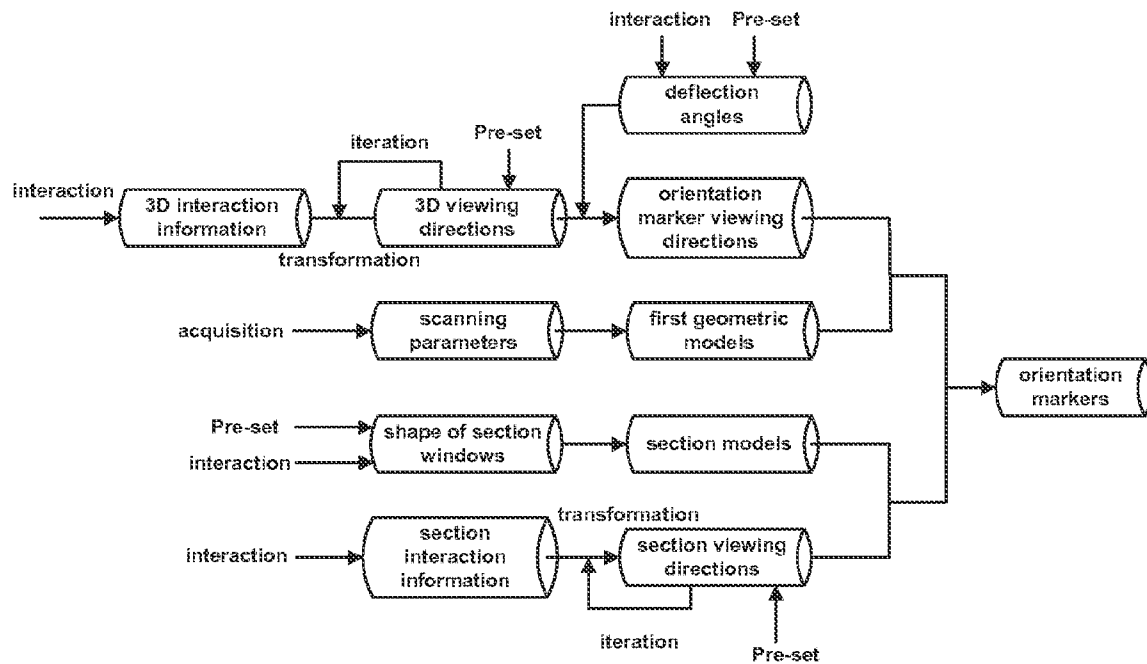 interaction
Pre-set
deflection
angles
Pre-set
iteration
interaction
3D interaction
information
3D viewing
directions
orientation
marker viewing
directions
transformation
acquisition
scanning
parameters
first geometric
models
orientation
markers
Pre-set
interaction
shape of section
windows
section models
transformation
interaction
section
interaction
information
section viewing
directions
iteration
Pre-set